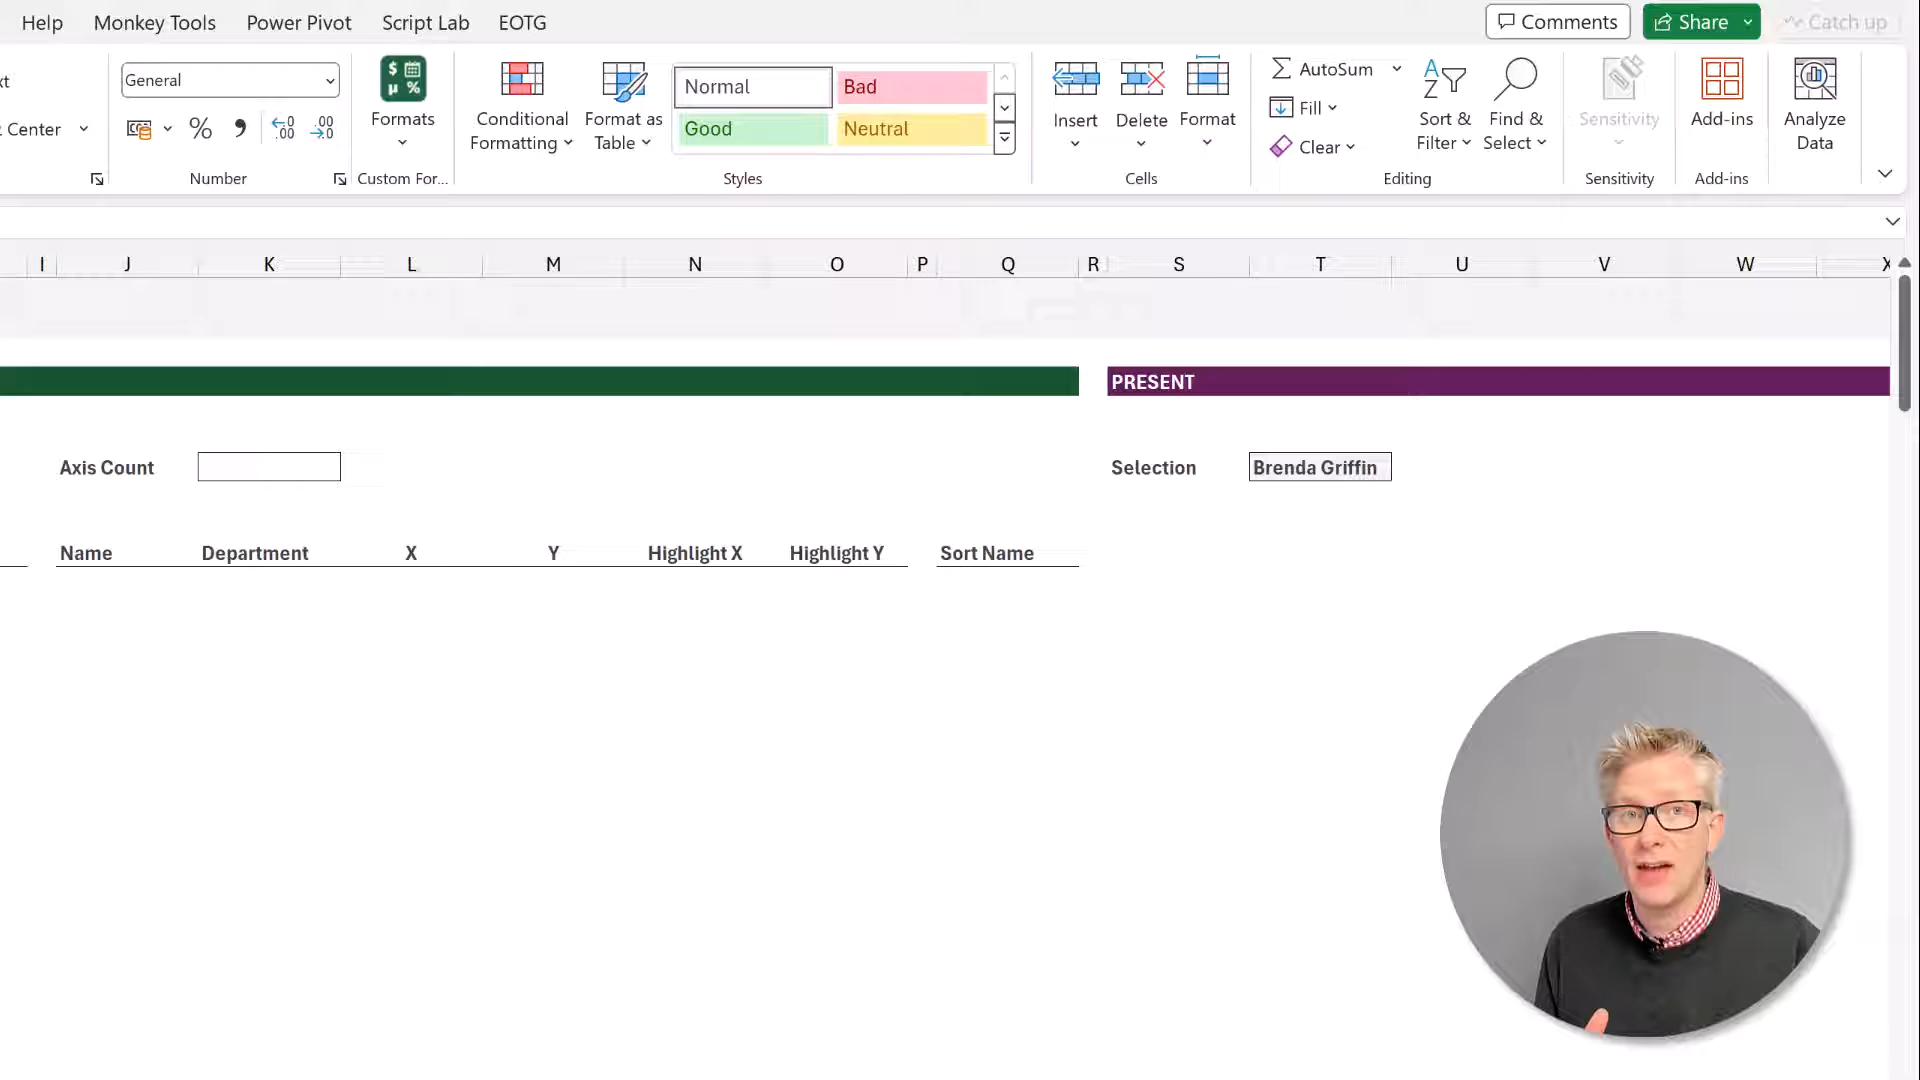 Help Monkey Tools Power Pivot Script Lab EOTG Comments Share Catch up
xt General Formats Conditional Formatting Format as Table Normal Bad Good Neutral Insert Delete Format AutoSum Fill Clear Sort & Filter Find & Select Sensitivity Add-ins Analyze Data
Center
Number Custom For... Styles Cells Editing Sensitivity Add-ins
I J K L M N O P Q R S T U V W X
PRESENT
Axis Count Selection Brenda Griffin
Name Department X Y Highlight X Highlight Y Sort Name